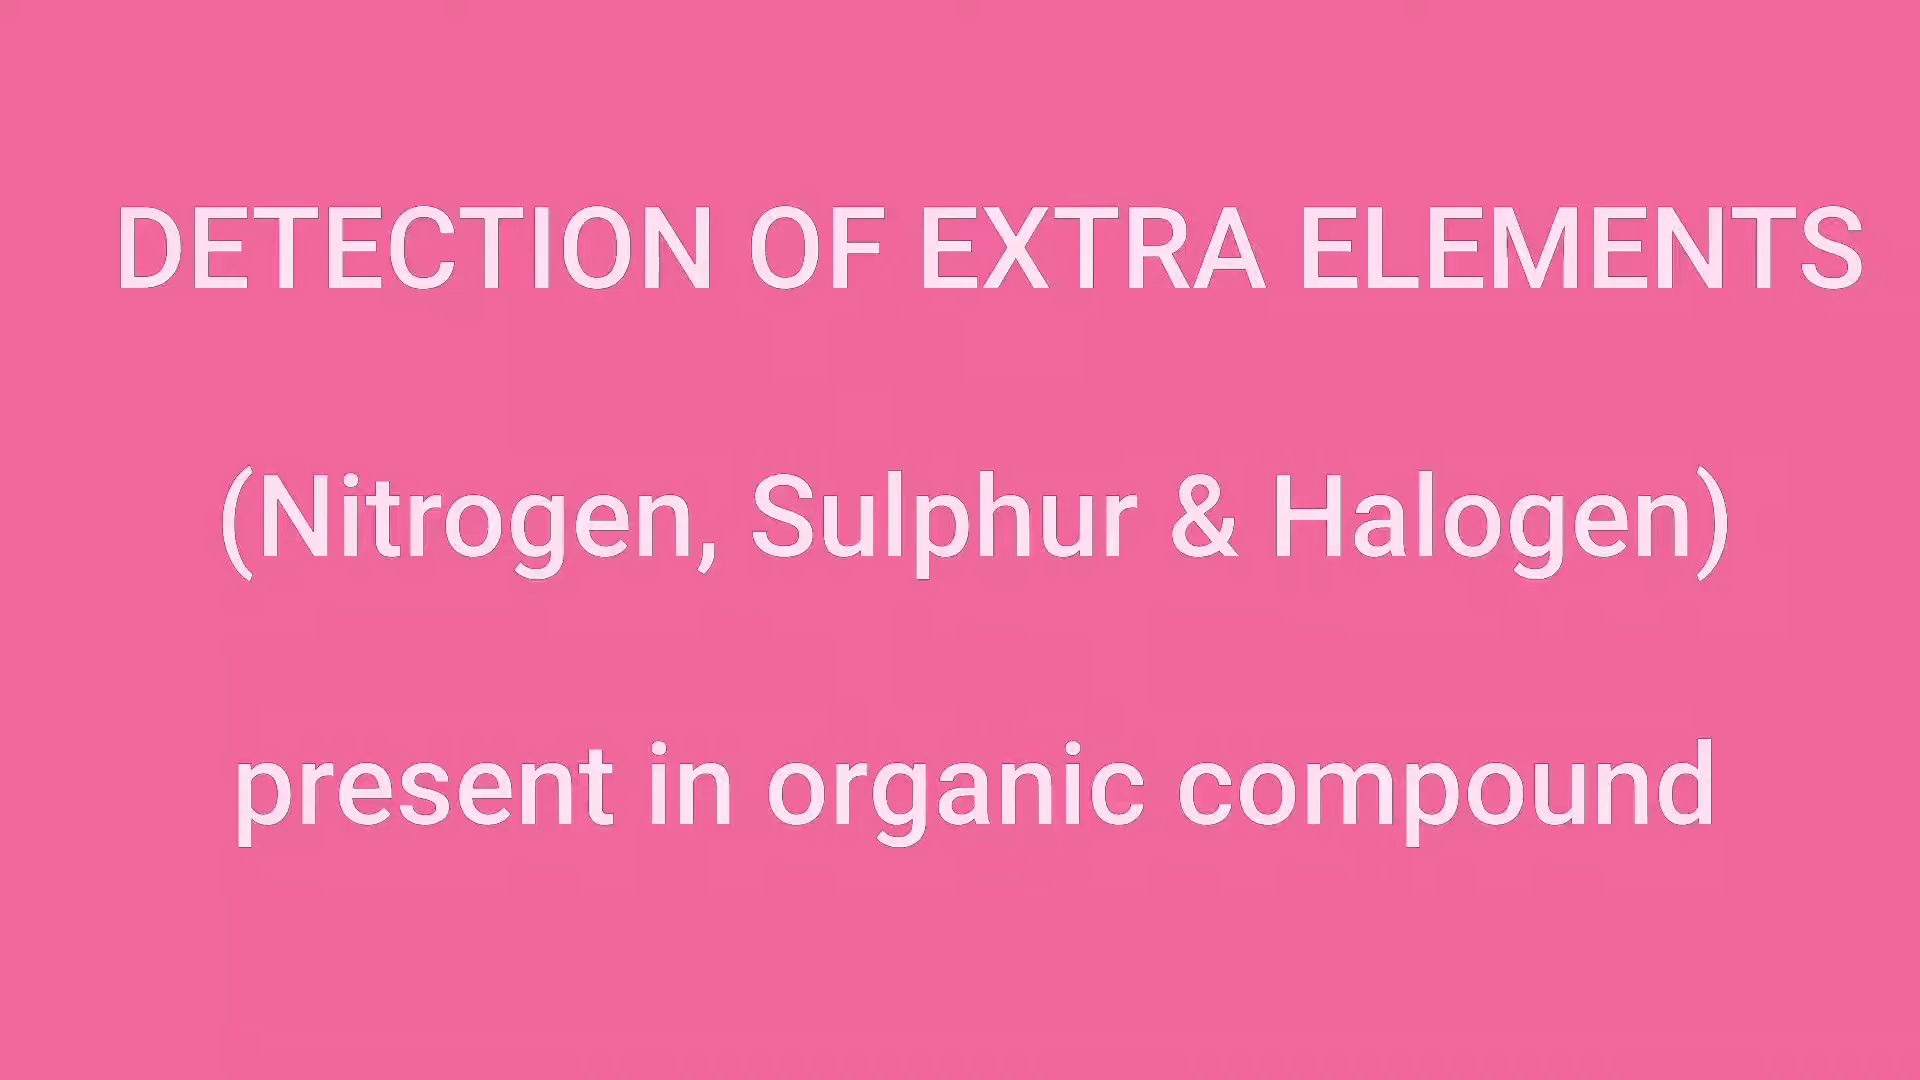 DETECTION OF EXTRA ELEMENTS
(Nitrogen, Sulphur & Halogen)
present in organic compound